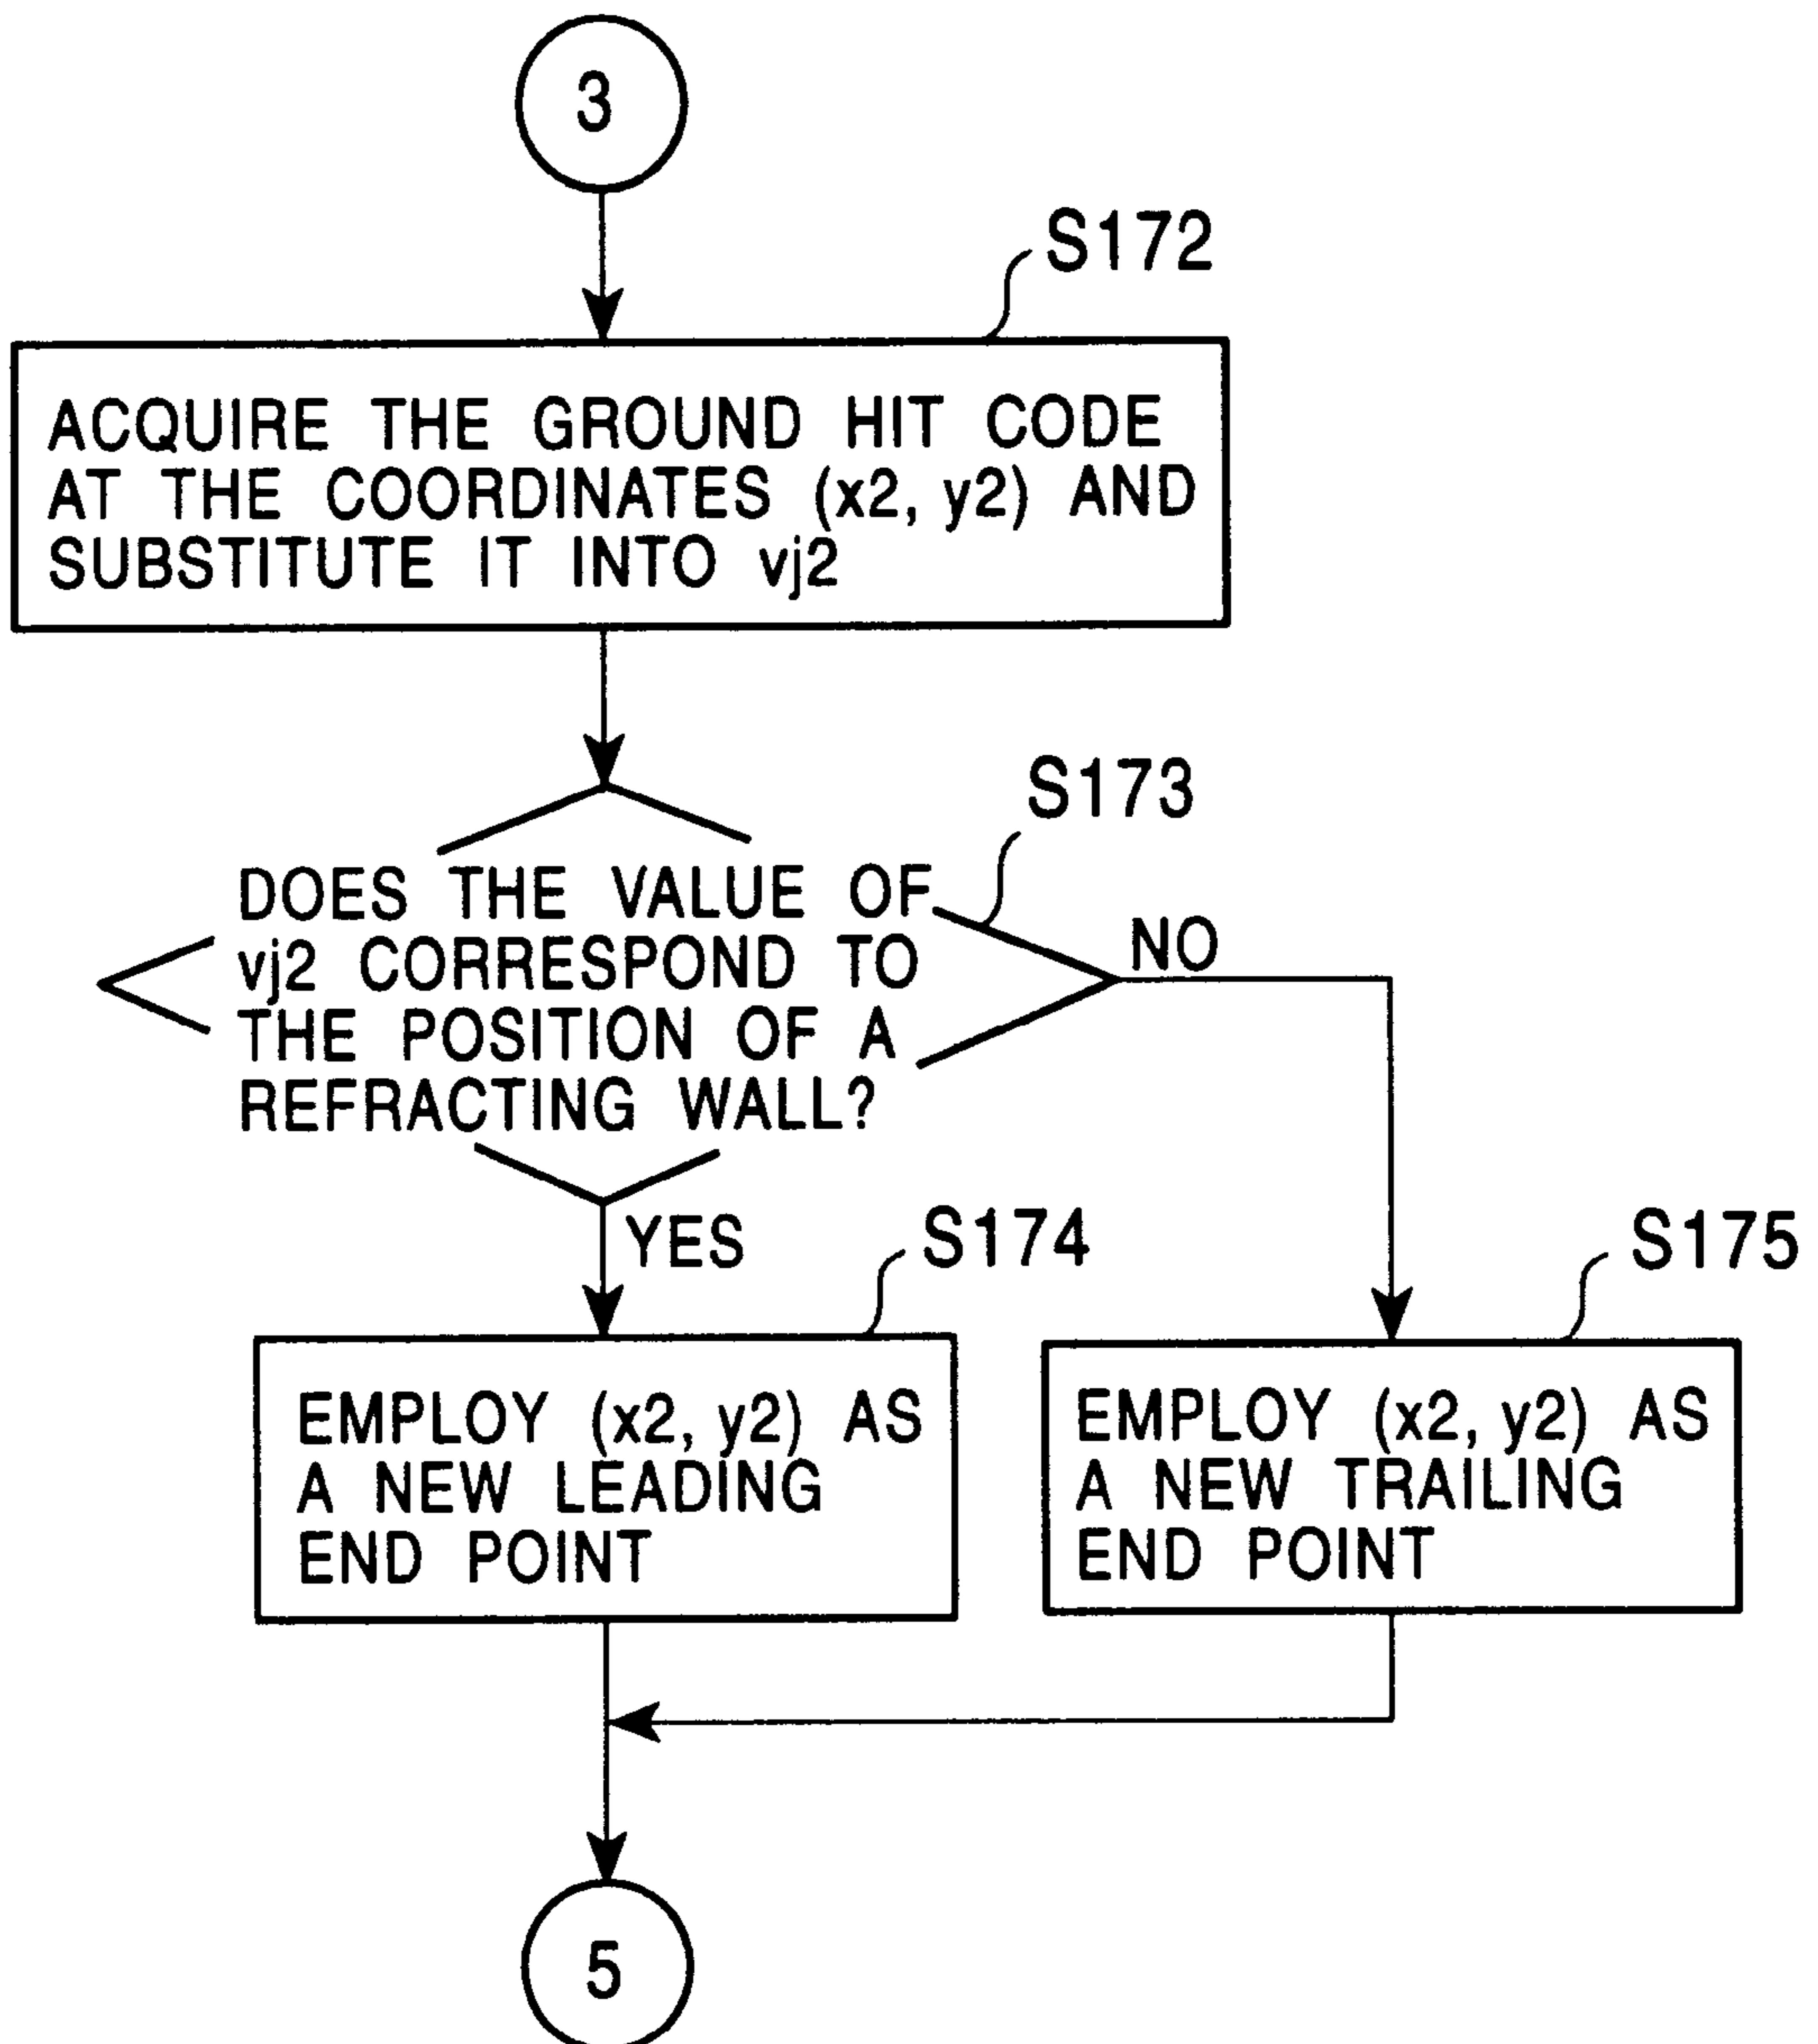 3
S172
ACQUIRE THE GROUND HIT CODE
AT THE COORDINATES (x2, y2) AND
SUBSTITUTE IT INTO vj2
S173
DOES THE VALUE OF
vj2 CORRESPOND TO
THE POSITION OF A
REFRACTING WALL?
NO
YES
S174
EMPLOY (x2, y2) AS
A NEW LEADING
END POINT
S175
EMPLOY (x2, y2) AS
A NEW TRAILING
END POINT
5